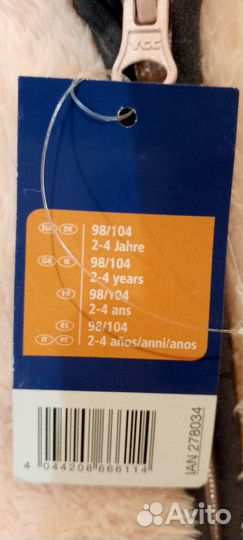 YCC
EU DE 98/104
2-4 Jahre
GB IE 98/104
2-4 years
98/104
2-4 ans
ES 98/104
IT PT 2-4 años/anni/anos
4 044208 666114
IAN 278034
Avito